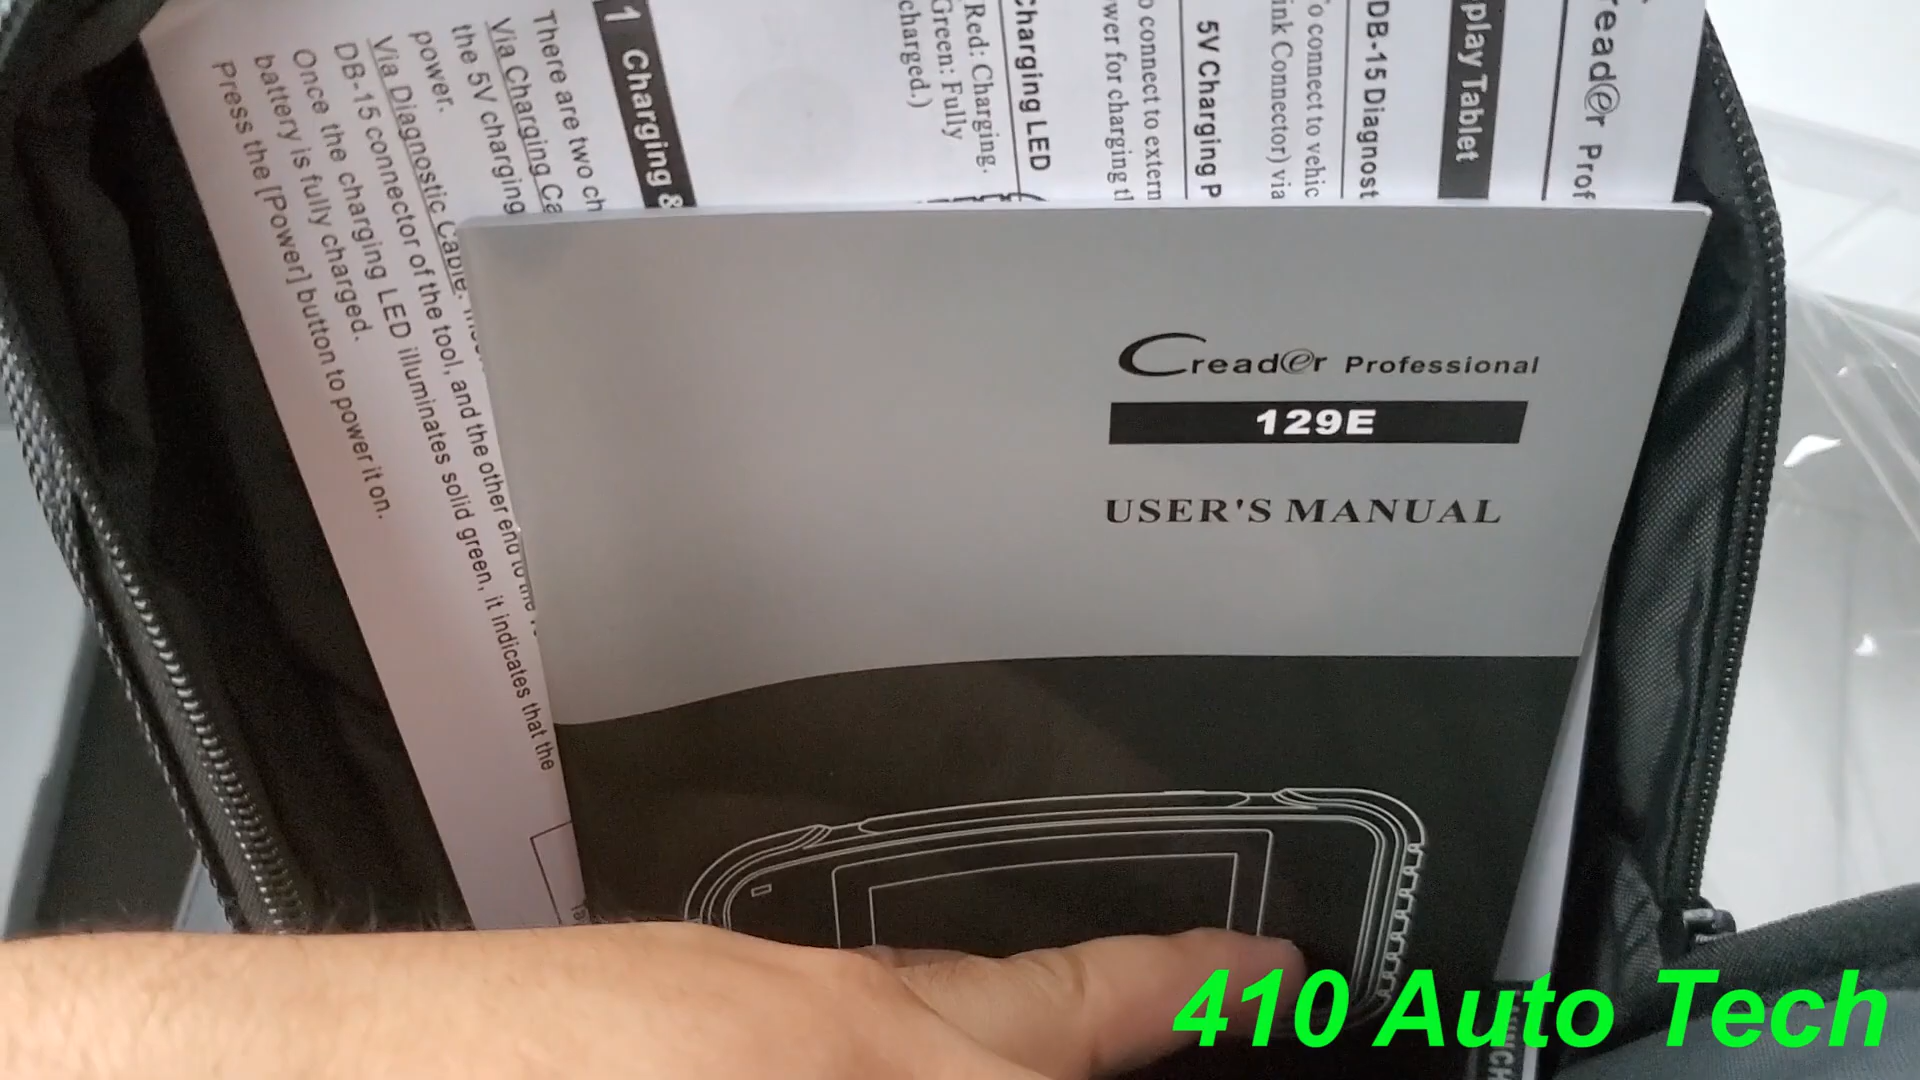 Creader Professional
129E
USER'S MANUAL
1 Charging &
There are two ch
Via Charging Ca
the 5V charging
power.
Via Diagnostic Cable:
DB-15 connector of the tool, and the other end to the
Once the charging LED illuminates solid green, it indicates that the
battery is fully charged.
Press the [Power] button to power it on.
reader Prof
play Tablet
DB-15 Diagnost
To connect to vehic
ink Connector) via
5V Charging P
o connect to extern
wer for charging t
Charging LED
Red: Charging.
Green: Fully
charged.)
410 Auto Tech